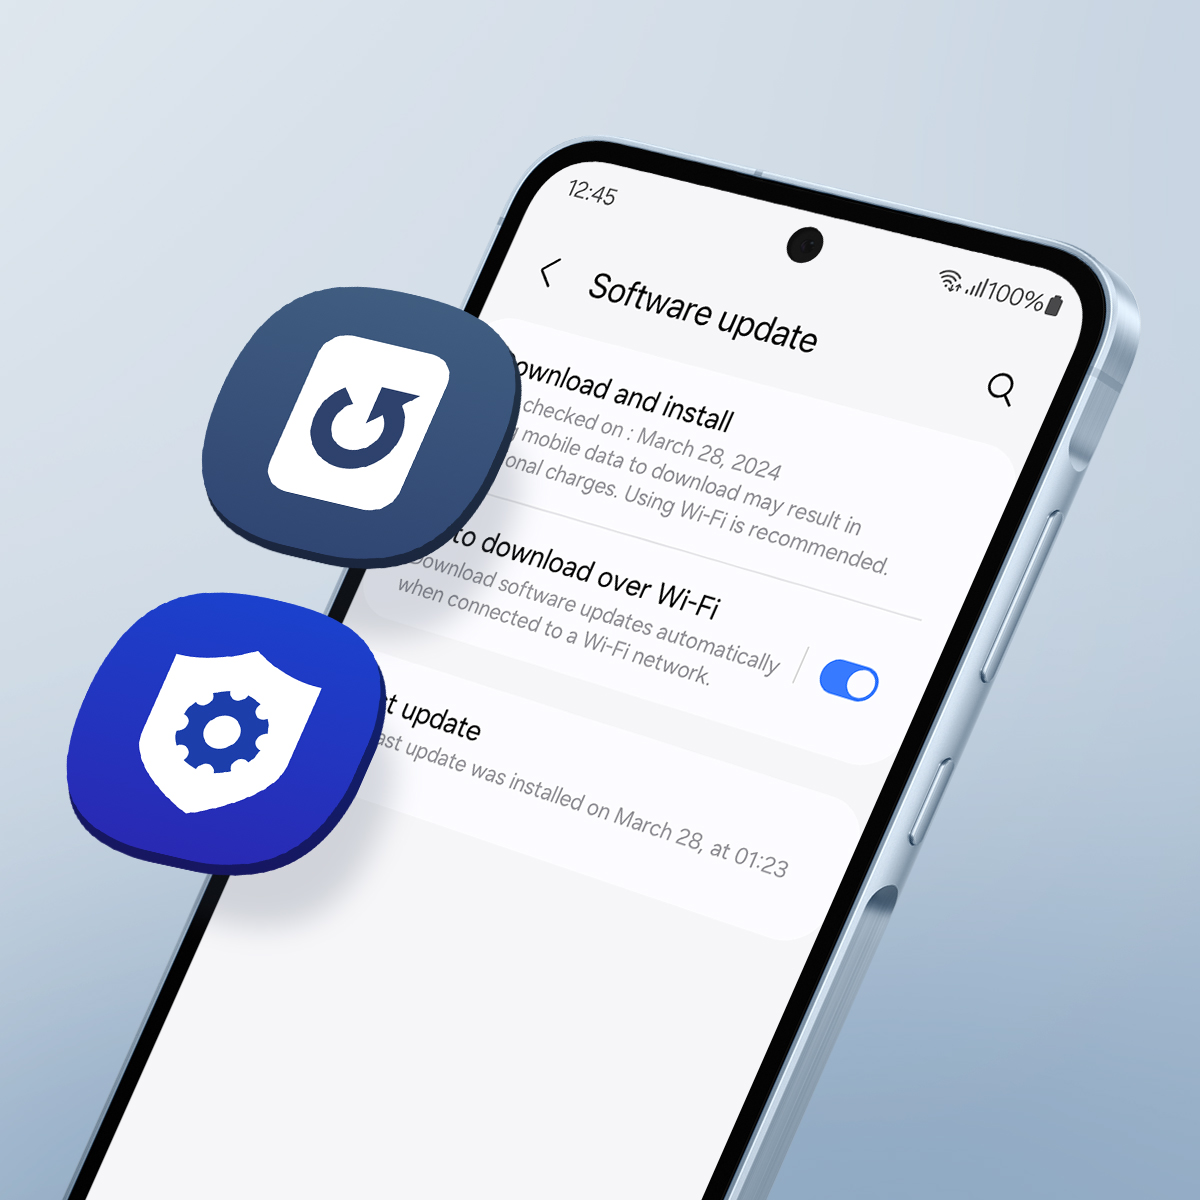 12:45
100%
Software update
ownload and install
checked on : March 28, 2024
mobile data to download may result in
onal charges. Using Wi-Fi is recommended.
to download over Wi-Fi
Download software updates automatically
when connected to a Wi-Fi network.
t update
ast update was installed on March 28, at 01:23